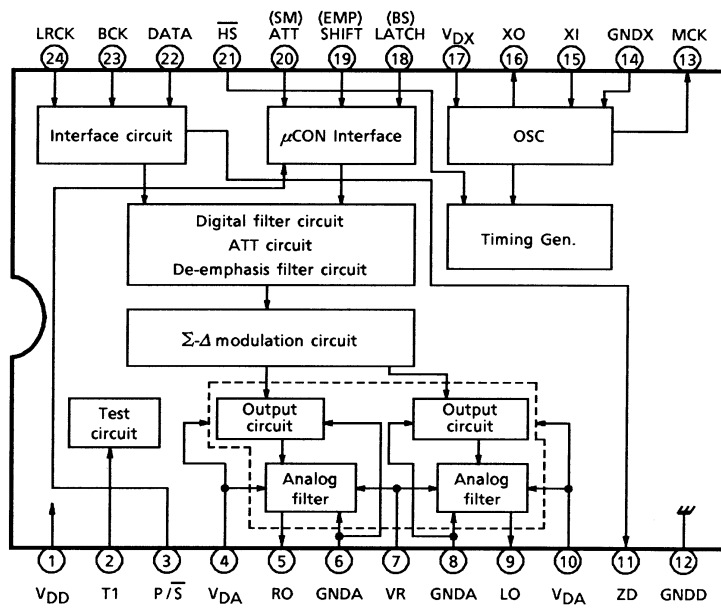 (SM) (EMP) (BS)
LRCK BCK DATA HS ATT SHIFT LATCH VDX XO XI GNDX MCK
24 23 22 21 20 19 18 17 16 15 14 13
Interface circuit
μCON Interface
OSC
Digital filter circuit
ATT circuit
De-emphasis filter circuit
Timing Gen.
Σ-Δ modulation circuit
Test
circuit
Output
circuit
Output
circuit
Analog
filter
Analog
filter
1 2 3 4 5 6 7 8 9 10 11 12
VDD T1 P/S VDA RO GNDA VR GNDA LO VDA ZD GNDD